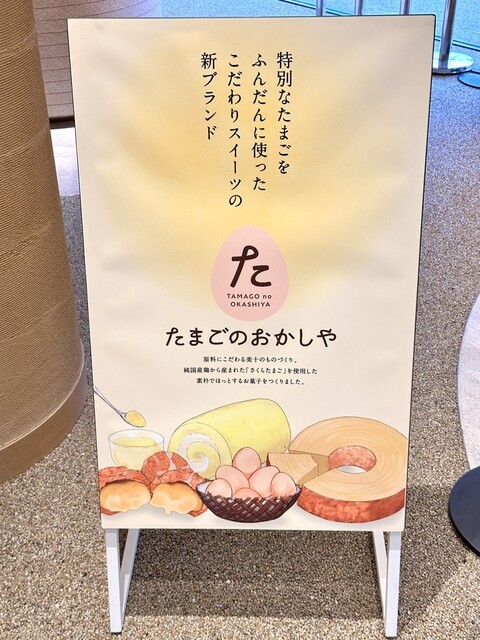 特別なたまごを
ふんだんに使った
こだわりスイーツの
新ブランド
た
TAMAGO no
OKASHIYA
たまごのおかしや
原料にこだわる美十のものづくり。
純国産鶏から産まれた「さくらたまご」を使用した
素朴でほっとするお菓子をつくりました。